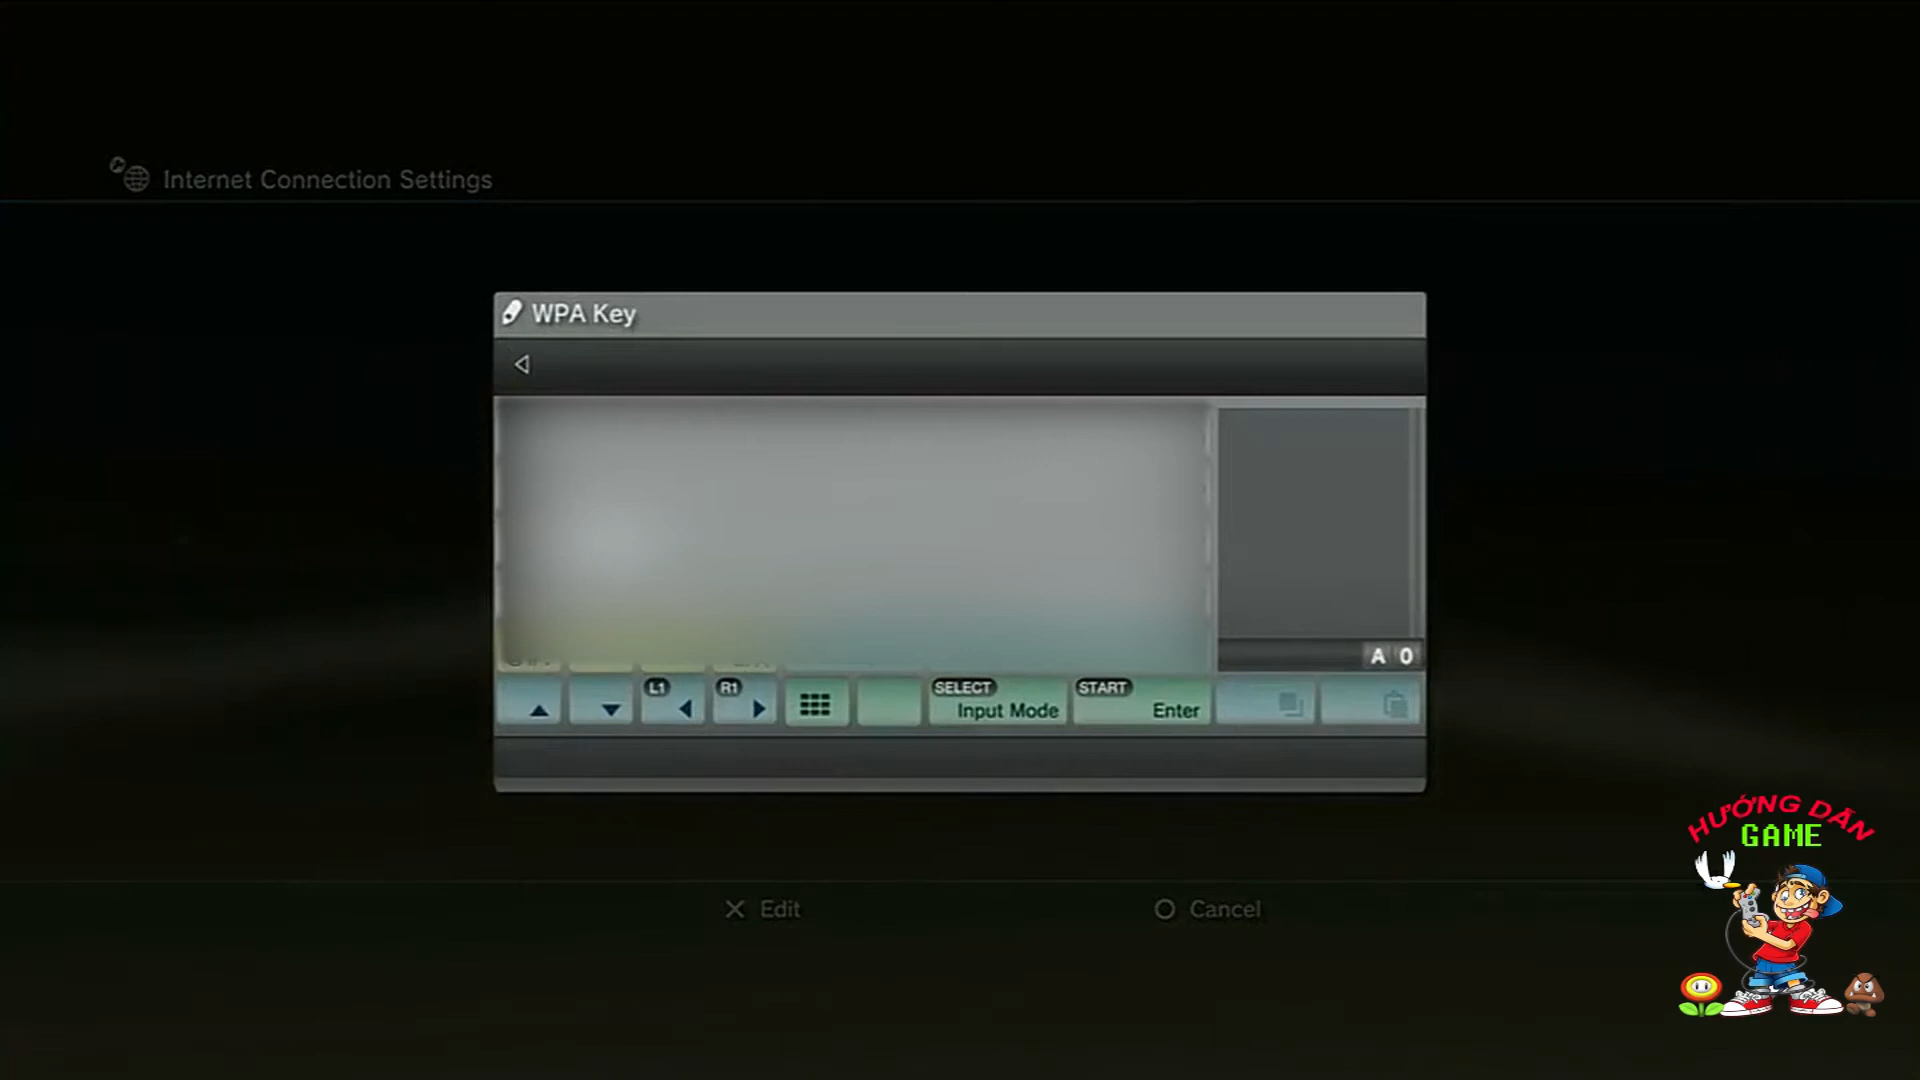 Internet Connection Settings
WPA Key
A 0
L1
R1
SELECT
Input Mode
START
Enter
Edit
Cancel
HƯỚNG DẪN
GAME